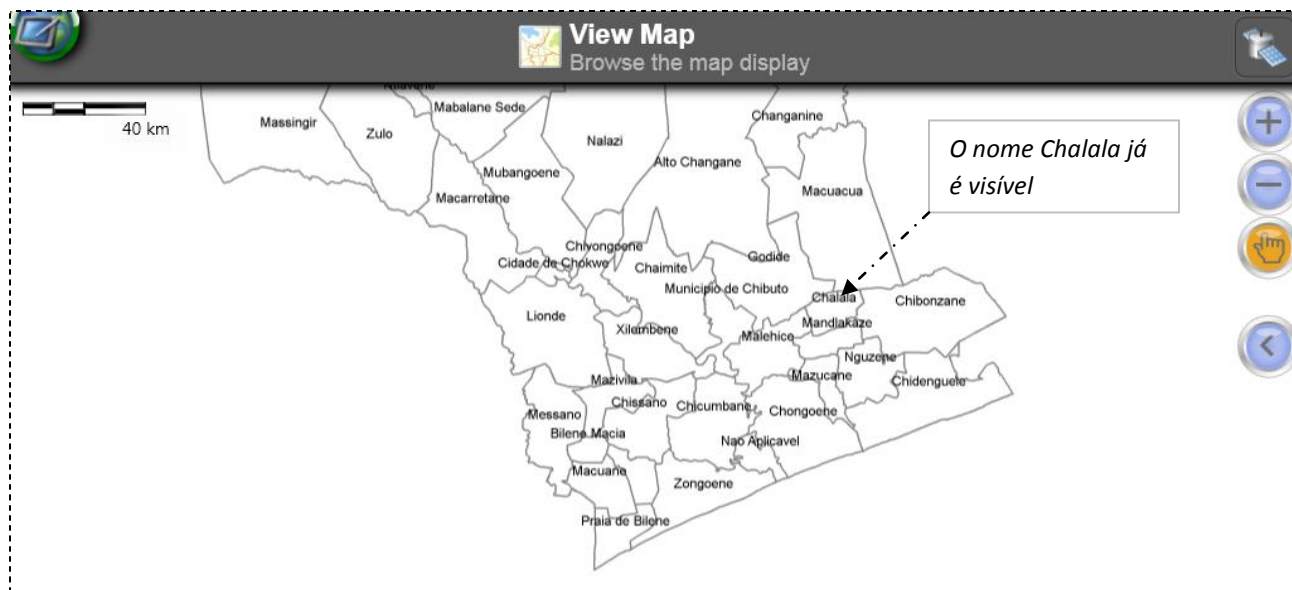 View Map
Browse the map display
40 km
Ntlavene
Mabalane Sede
Massingir
Zulo
Nalazi
Changanine
Alto Changane
O nome Chalala já
é visível
Mubangoene
Macuacua
Macarretane
Chiyongoene
Godide
Cidade de Chokwe
Chaimite
Municipio de Chibuto
Chalala
Chibonzane
Lionde
Mandlakaze
Xilembene
Malehice
Nguzene
Mazucane
Mazivila
Chidenguele
Chissano
Chicumbane
Chongoene
Messano
Bilene Macia
Nao Aplicavel
Macuane
Zongoene
Praia de Bilene